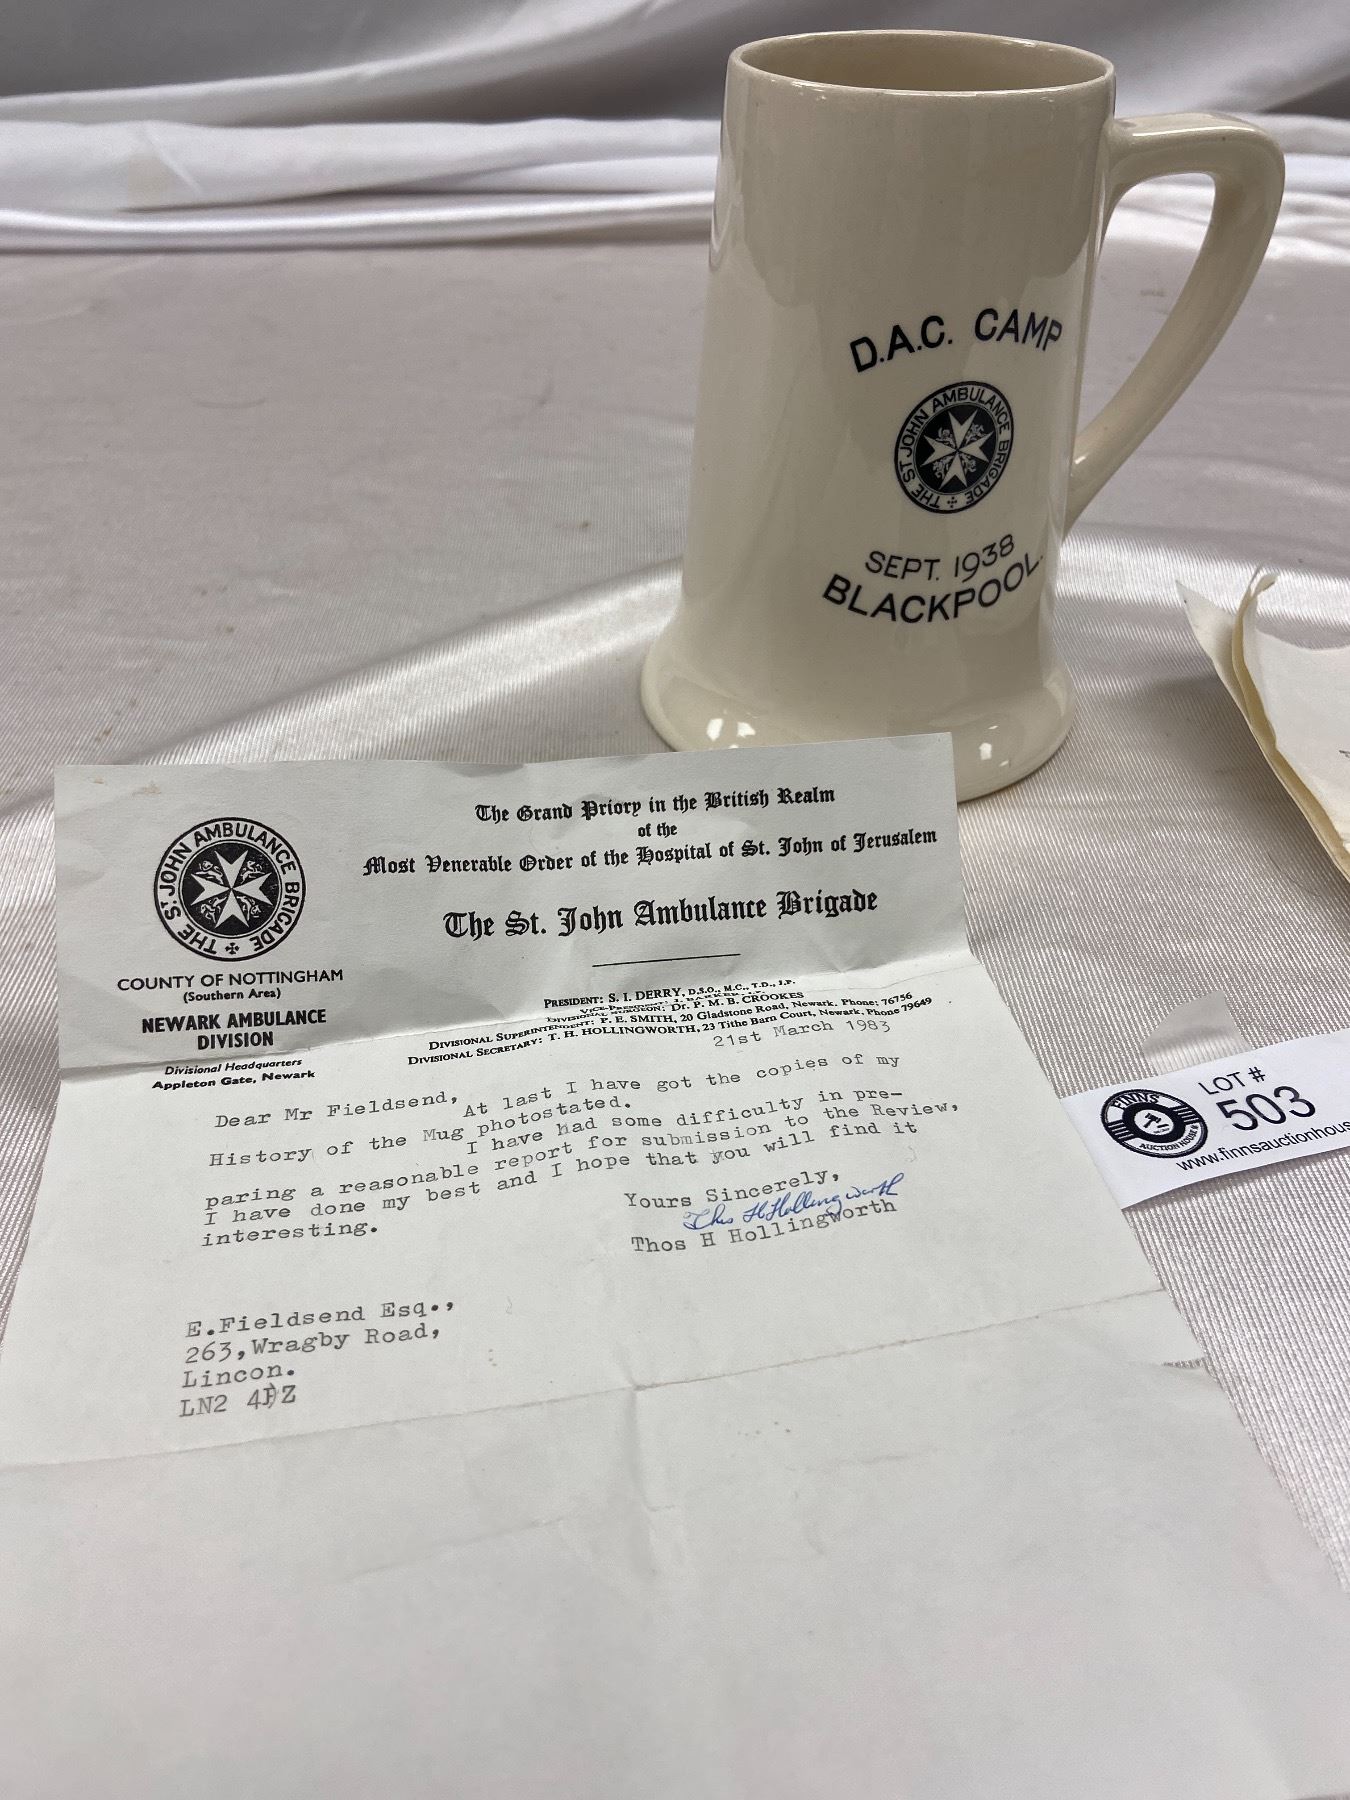 D.A.C. CAMP
THE ST JOHN AMBULANCE BRIGADE
SEPT. 1938
BLACKPOOL.
THE ST JOHN AMBULANCE BRIGADE
COUNTY OF NOTTINGHAM
(Southern Area)
NEWARK AMBULANCE
DIVISION
Divisional Headquarters
Appleton Gate, Newark
The Grand Priory in the British Realm
of the
Most Venerable Order of the Hospital of St. John of Jerusalem
The St. John Ambulance Brigade
PRESIDENT: S. I. DERRY, D.S.O., M.C., T.D., J.P.
VICE-PRESIDENT:
DIVISIONAL SURGEON: Dr. P. M. B. CROOKES
DIVISIONAL SUPERINTENDENT: P. E. SMITH, 20 Gladstone Road, Newark, Phone: 76756
DIVISIONAL SECRETARY: T. H. HOLLINGWORTH, 23 Tithe Barn Court, Newark, Phone 79649
21st March 1983
Dear Mr Fieldsend,
At last I have got the copies of my
History of the Mug photostated.
I have had some difficulty in pre-
paring a reasonable report for submission to the Review,
I have done my best and I hope that you will find it
interesting.
Yours Sincerely,
Thos H Hollingworth
Thos H Hollingworth
E.Fieldsend Esq.,
263,Wragby Road,
Lincon.
LN2
FINNS
AUCTION HOUSE
LOT #
503
www.finnsauctionhous